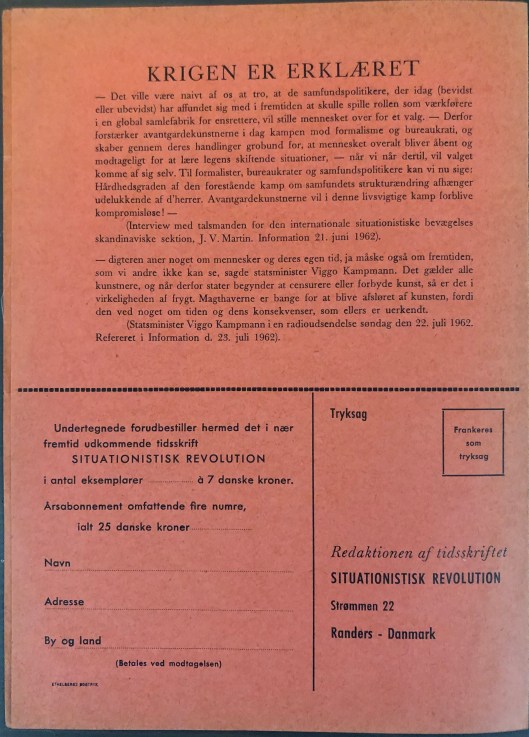 KRIGEN ER ERKLÆRET
— Det ville være naivt af os at tro, at de samfundspolitikere, der idag (bevidst
eller ubevidst) har affundet sig med i fremtiden at skulle spille rollen som værkførere
i en global samlefabrik for ensrettere, vil stille mennesket over for et valg. — Derfor
forstærker avantgardekunstnerne i dag kampen mod formalisme og bureaukrati, og
skaber gennem deres handlinger grobund for, at mennesket overalt bliver åbent og
modtageligt for at lære legens skiftende situationer, — når vi når dertil, vil valget
komme af sig selv. Til formalister, bureaukrater og samfundspolitikere kan vi nu sige:
Hårdhedsgraden af den forestående kamp om samfundets strukturændring afhænger
udelukkende af d'herrer. Avantgardekunstnerne vil i denne livsvigtige kamp forblive
kompromisløse! —
(Interview med talsmanden for den internationale situationistiske bevægelses
skandinaviske sektion, J. V. Martin. Information 21. juni 1962).
— digteren aner noget om mennesker og deres egen tid, ja måske også om fremtiden,
som vi andre ikke kan se, sagde statsminister Viggo Kampmann. Det gælder alle
kunstnere, og når derfor stater begynder at censurere eller forbyde kunst, så er det i
virkeligheden af frygt. Magthaverne er bange for at blive afsløret af kunsten, fordi
den ved noget om tiden og dens konsekvenser, som ellers er uerkendt.
(Statsminister Viggo Kampmann i en radioudsendelse søndag den 22. juli 1962.
Refereret i Information d. 23. juli 1962).
Undertegnede forudbestiller hermed det i nær
fremtid udkommende tidsskrift
SITUATIONISTISK REVOLUTION
i antal eksemplarer à 7 danske kroner.
Årsabonnement omfattende fire numre,
ialt 25 danske kroner
Navn
Adresse
By og land
(Betales ved modtagelsen)
Tryksag
Frankeres
som
tryksag
Redaktionen af tidsskriftet
SITUATIONISTISK REVOLUTION
Strømmen 22
Randers - Danmark